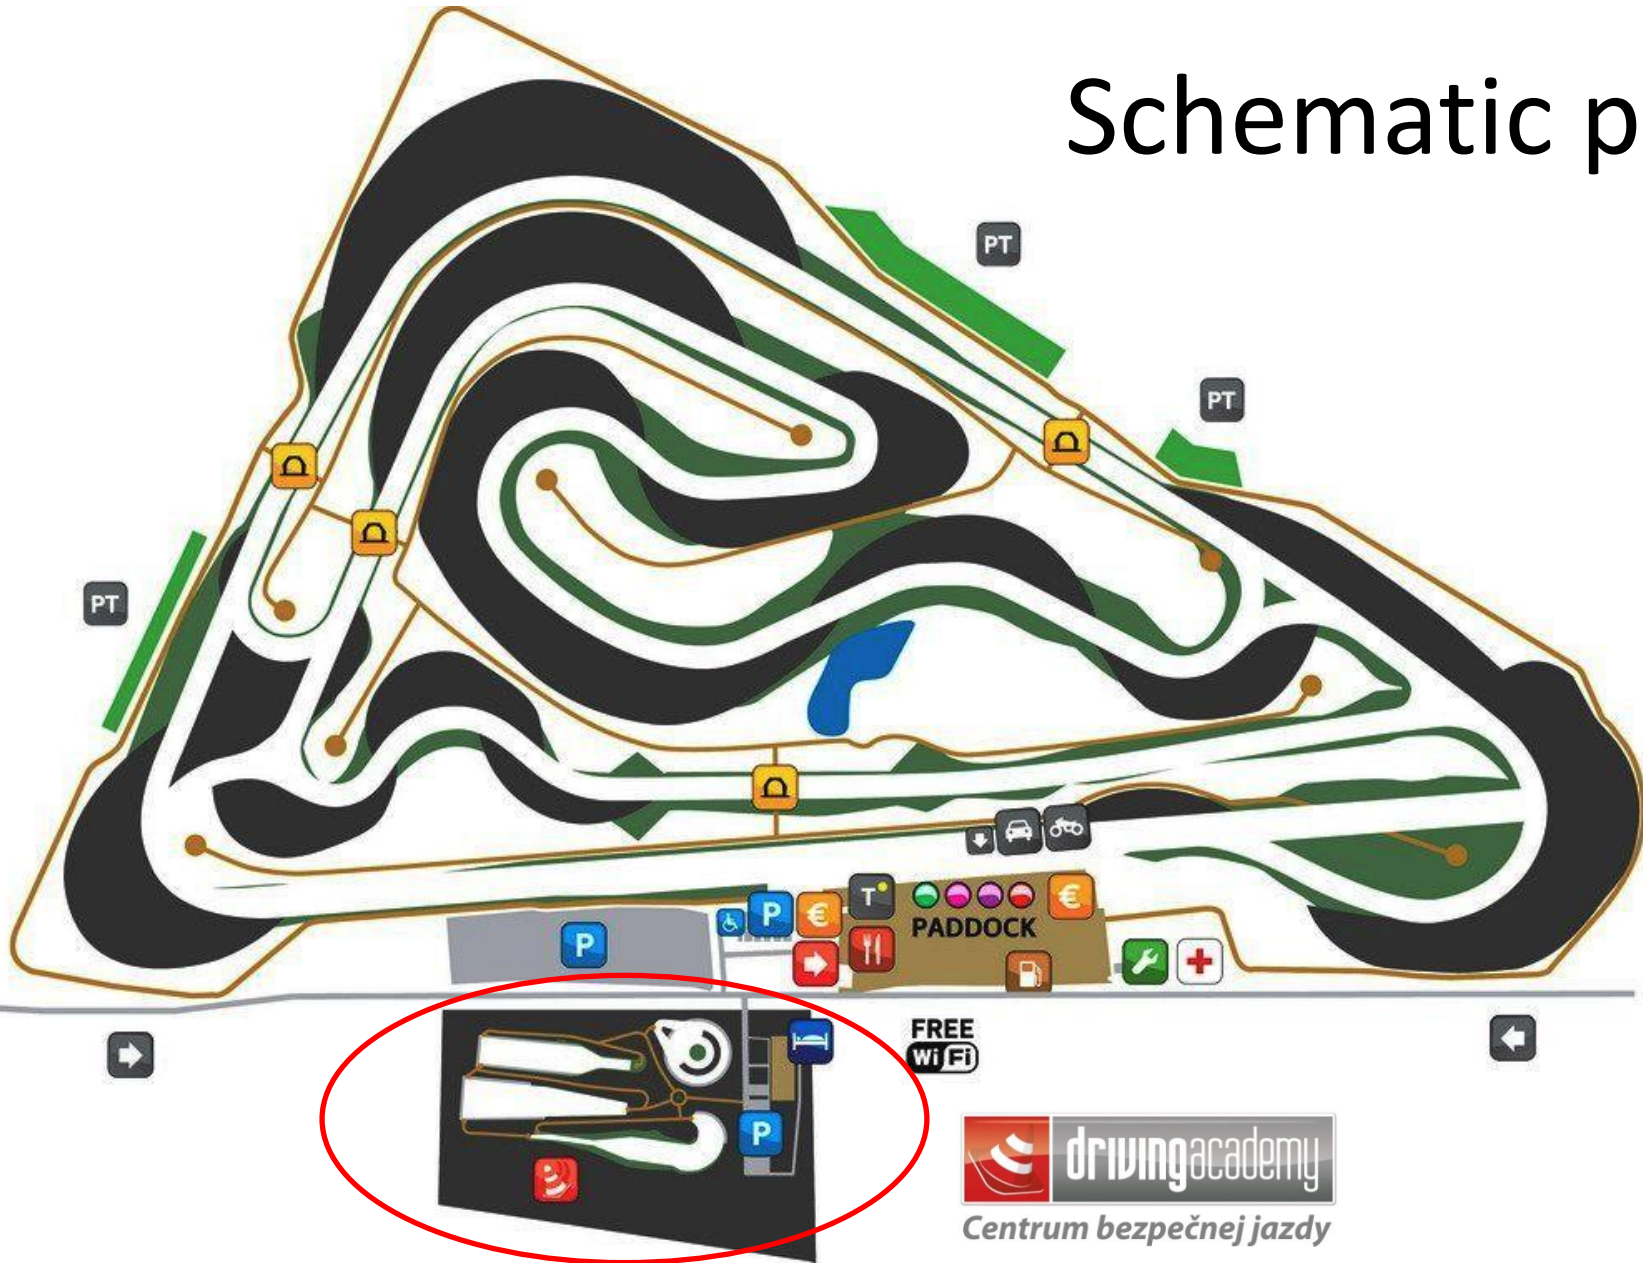 Schematic p
PT
PT
PT
T
P
€
€
PADDOCK
P
FREE
WiFi
P
drivingacademy
Centrum bezpečnej jazdy